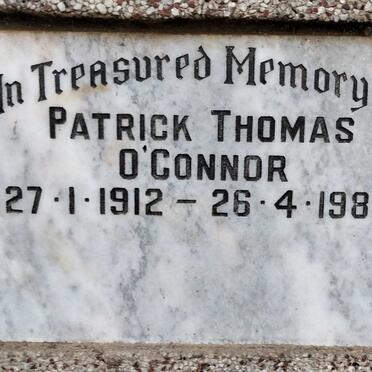 In Treasured Memory
PATRICK THOMAS
O'CONNOR
27·1·1912 – 26·4·198